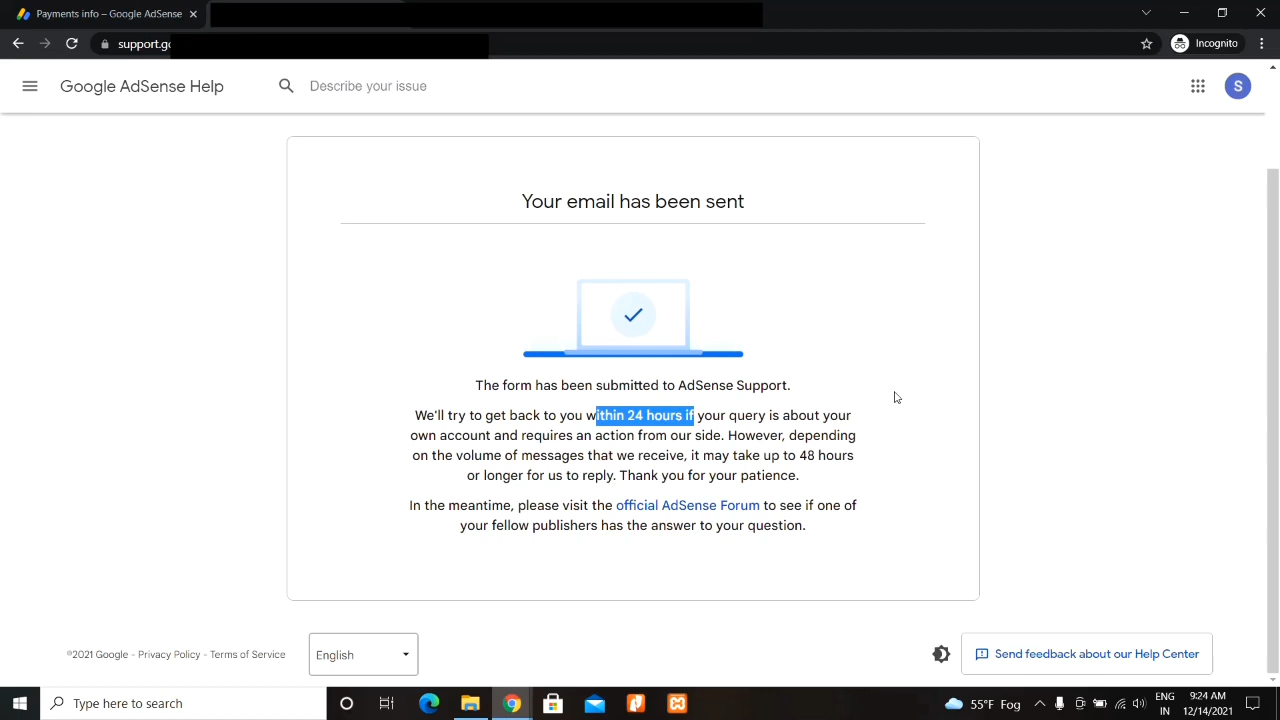 Payments info – Google AdSense
support.go
Incognito
Google AdSense Help
Describe your issue
S
Your email has been sent
The form has been submitted to AdSense Support.
We'll try to get back to you within 24 hours if your query is about your
own account and requires an action from our side. However, depending
on the volume of messages that we receive, it may take up to 48 hours
or longer for us to reply. Thank you for your patience.
In the meantime, please visit the official AdSense Forum to see if one of
your fellow publishers has the answer to your question.
©2021 Google - Privacy Policy - Terms of Service
English
Send feedback about our Help Center
Type here to search
55°F Fog
ENG
IN
9:24 AM
12/14/2021